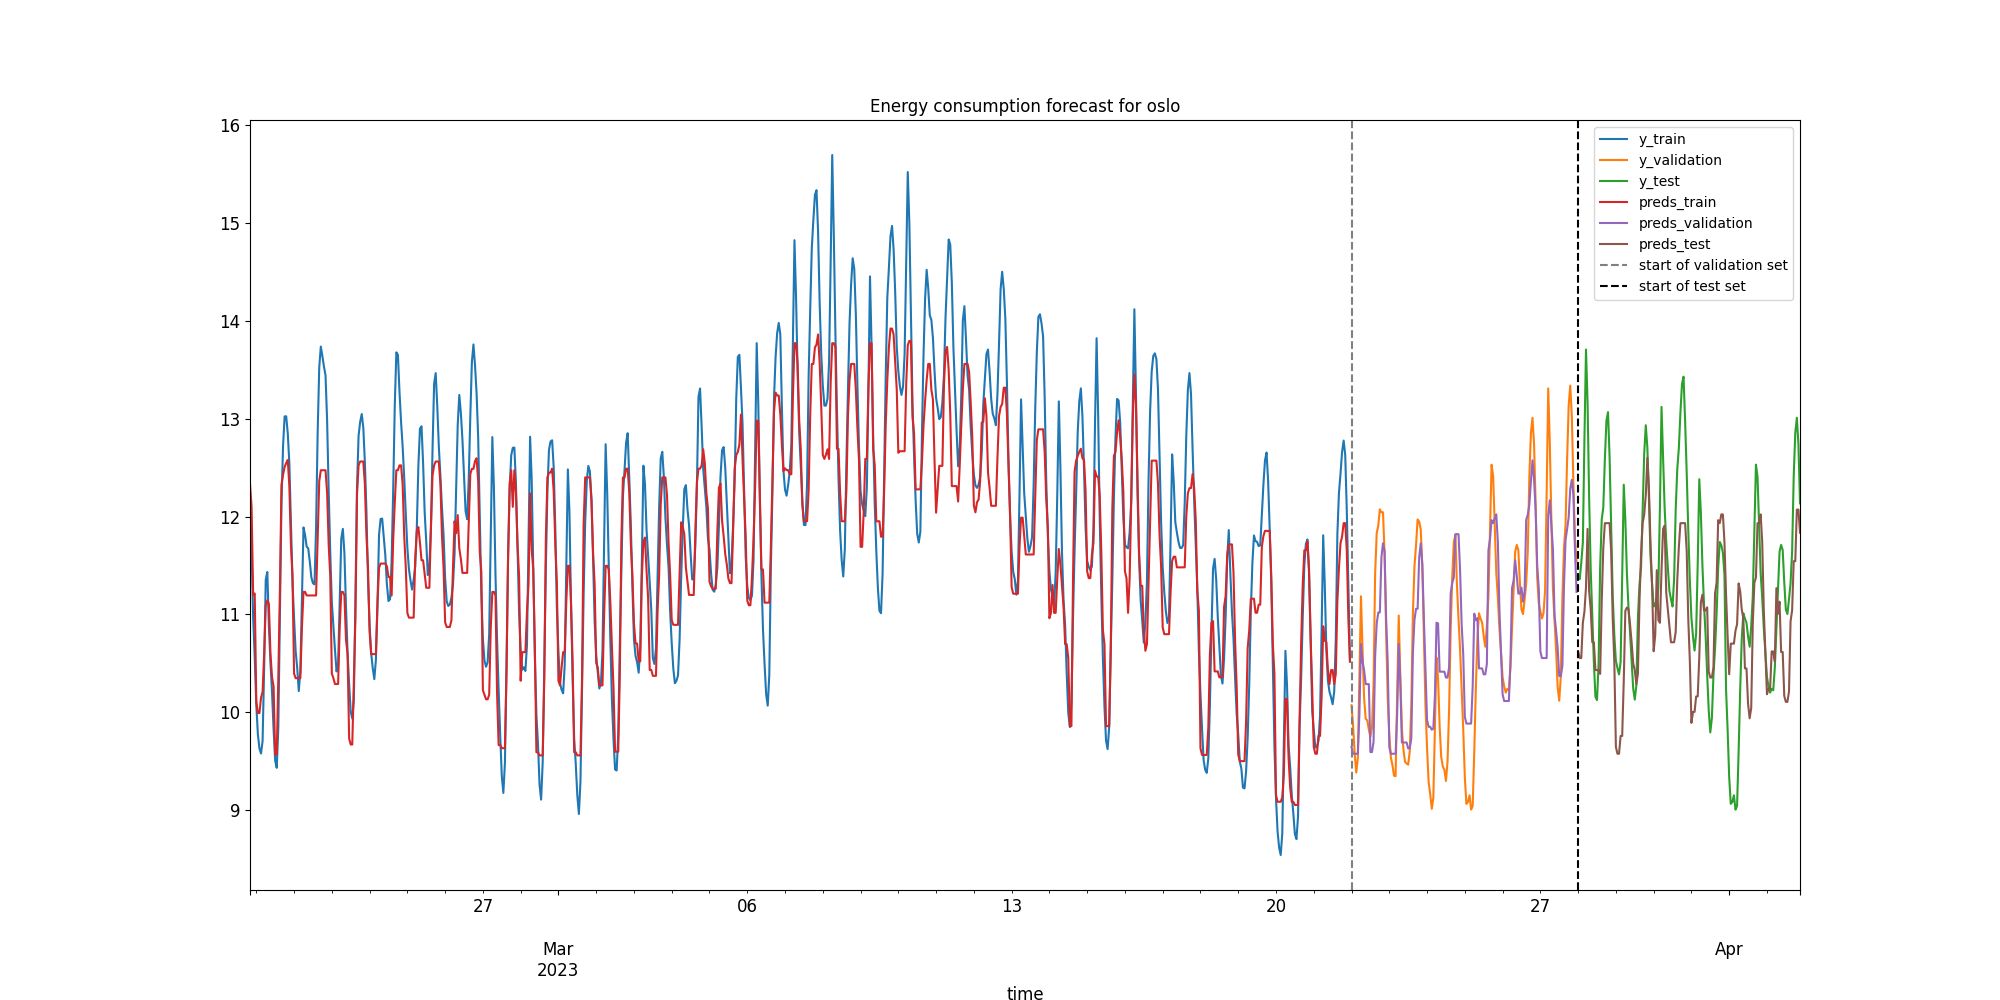 Energy consumption forecast for oslo
16
15
14
13
12
11
10
9
y_train
y_validation
y_test
preds_train
preds_validation
preds_test
start of validation set
start of test set
27 06 13 20 27
Mar Apr
2023
time